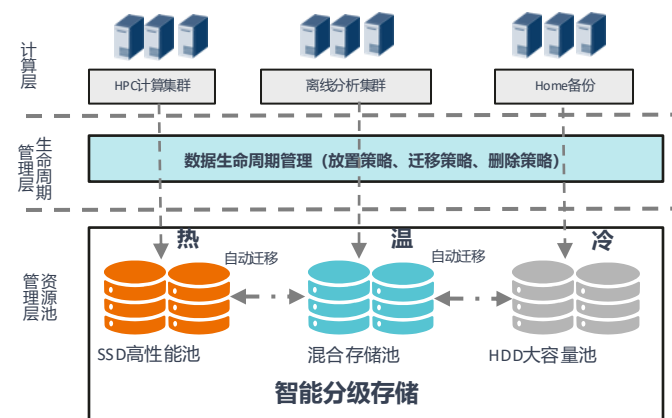 计算层
HPC计算集群
离线分析集群
Home备份
生命周期
管理层
数据生命周期管理（放置策略、迁移策略、删除策略）
热
温
冷
自动迁移
自动迁移
资源池
管理层
SSD高性能池
混合存储池
HDD大容量池
智能分级存储